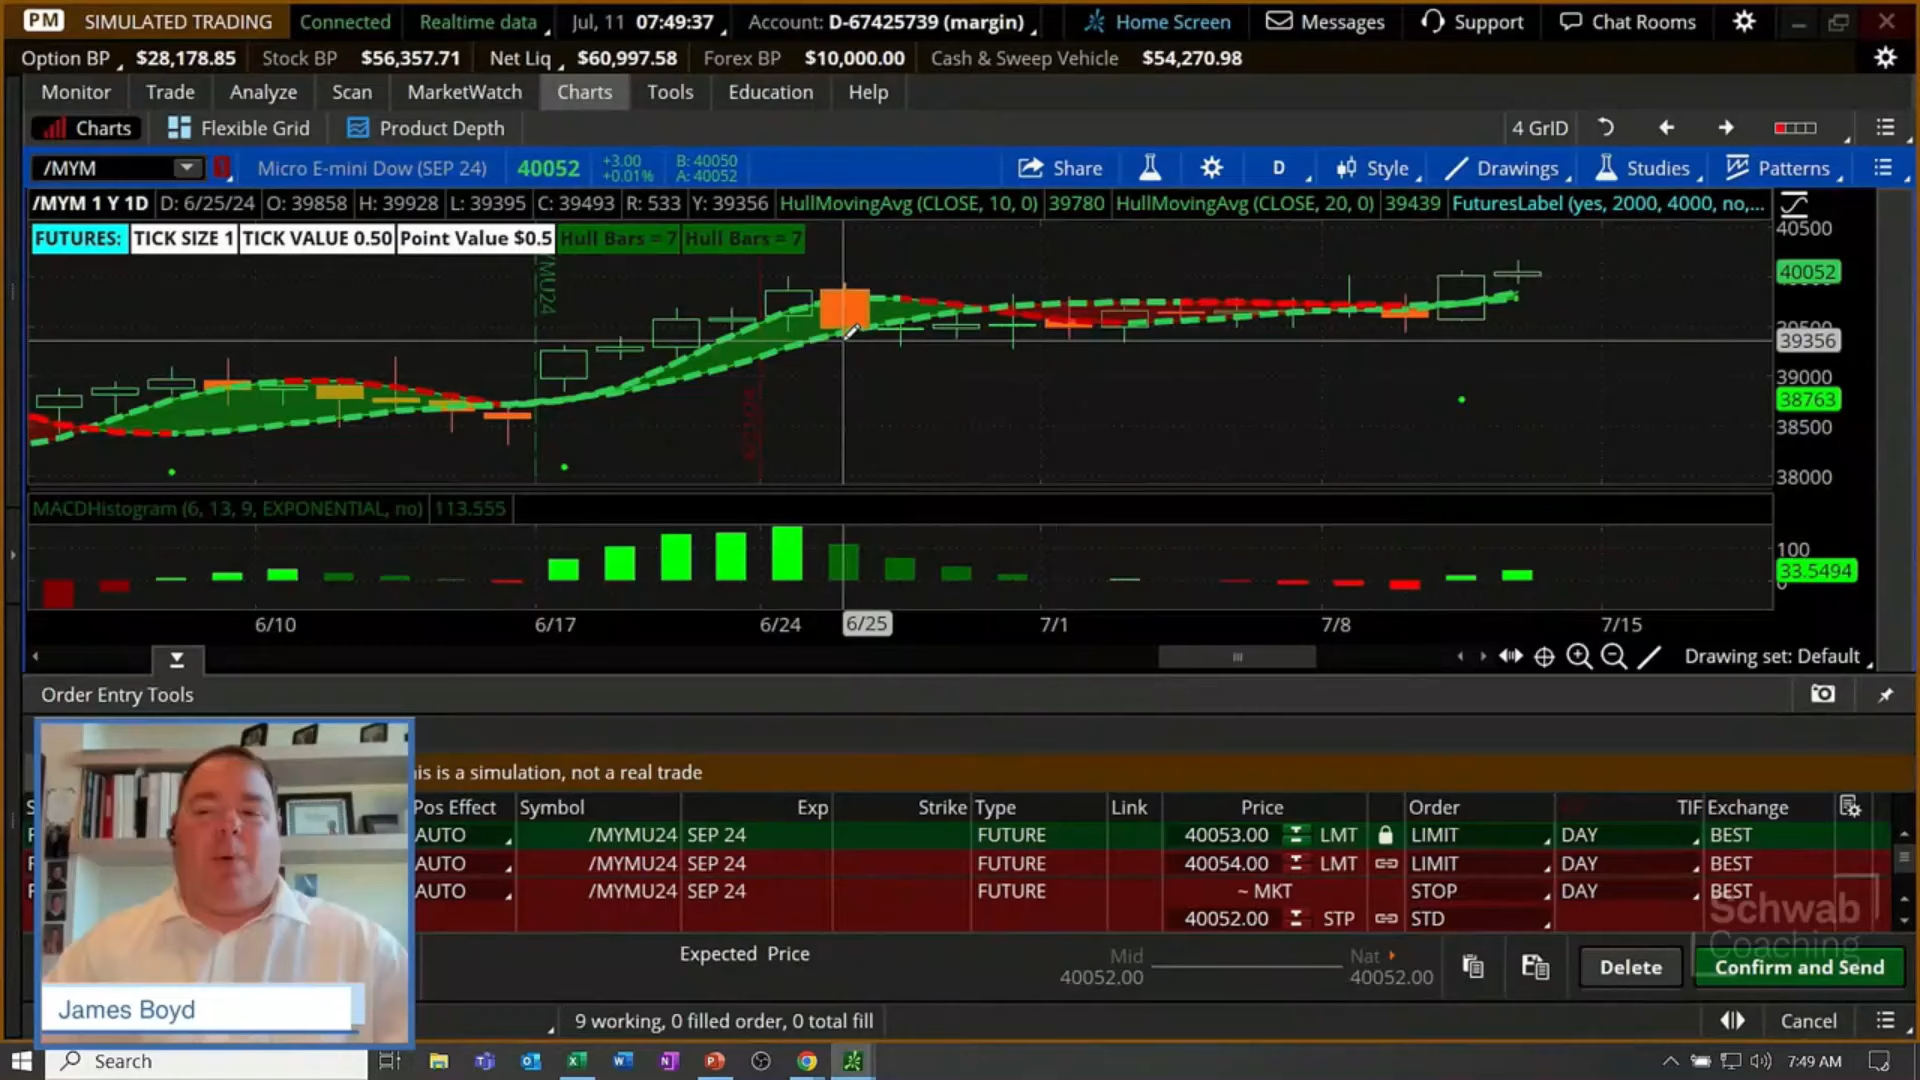 PM SIMULATED TRADING Connected Realtime data Jul, 11 07:49:37 Account: D-67425739 (margin) Home Screen Messages Support Chat Rooms
Option BP $28,178.85 Stock BP $56,357.71 Net Liq $60,997.58 Forex BP $10,000.00 Cash & Sweep Vehicle $54,270.98
Monitor Trade Analyze Scan MarketWatch Charts Tools Education Help
Charts Flexible Grid Product Depth 4 GrID
/MYM 1 Micro E-mini Dow (SEP 24) 40052 +3.00 +0.01% B: 40050 A: 40052 Share D Style Drawings Studies Patterns
/MYM 1 Y 1D D: 6/25/24 O: 39858 H: 39928 L: 39395 C: 39493 R: 533 Y: 39356 HullMovingAvg (CLOSE, 10, 0) 39780 HullMovingAvg (CLOSE, 20, 0) 39439 FuturesLabel (yes, 2000, 4000, no,...
40500
FUTURES: TICK SIZE 1 TICK VALUE 0.50 Point Value $0.5 Hull Bars = 7 Hull Bars = 7
40052
39356
39000
38763
38500
38000
MACDHistogram (6, 13, 9, EXPONENTIAL, no) 113.555
100
33.5494
6/10 6/17 6/24 6/25 7/1 7/8 7/15
Drawing set: Default
Order Entry Tools
is is a simulation, not a real trade
Pos Effect Symbol Exp Strike Type Link Price Order TIF Exchange
AUTO /MYMU24 SEP 24 FUTURE 40053.00 LMT LIMIT DAY BEST
AUTO /MYMU24 SEP 24 FUTURE 40054.00 LMT LIMIT DAY BEST
AUTO /MYMU24 SEP 24 FUTURE ~ MKT STOP DAY BEST
40052.00 STP STD
Schwab
Coaching
Expected Price Mid 40052.00 Nat 40052.00 Delete Confirm and Send
James Boyd
9 working, 0 filled order, 0 total fill Cancel
Search 7:49 AM